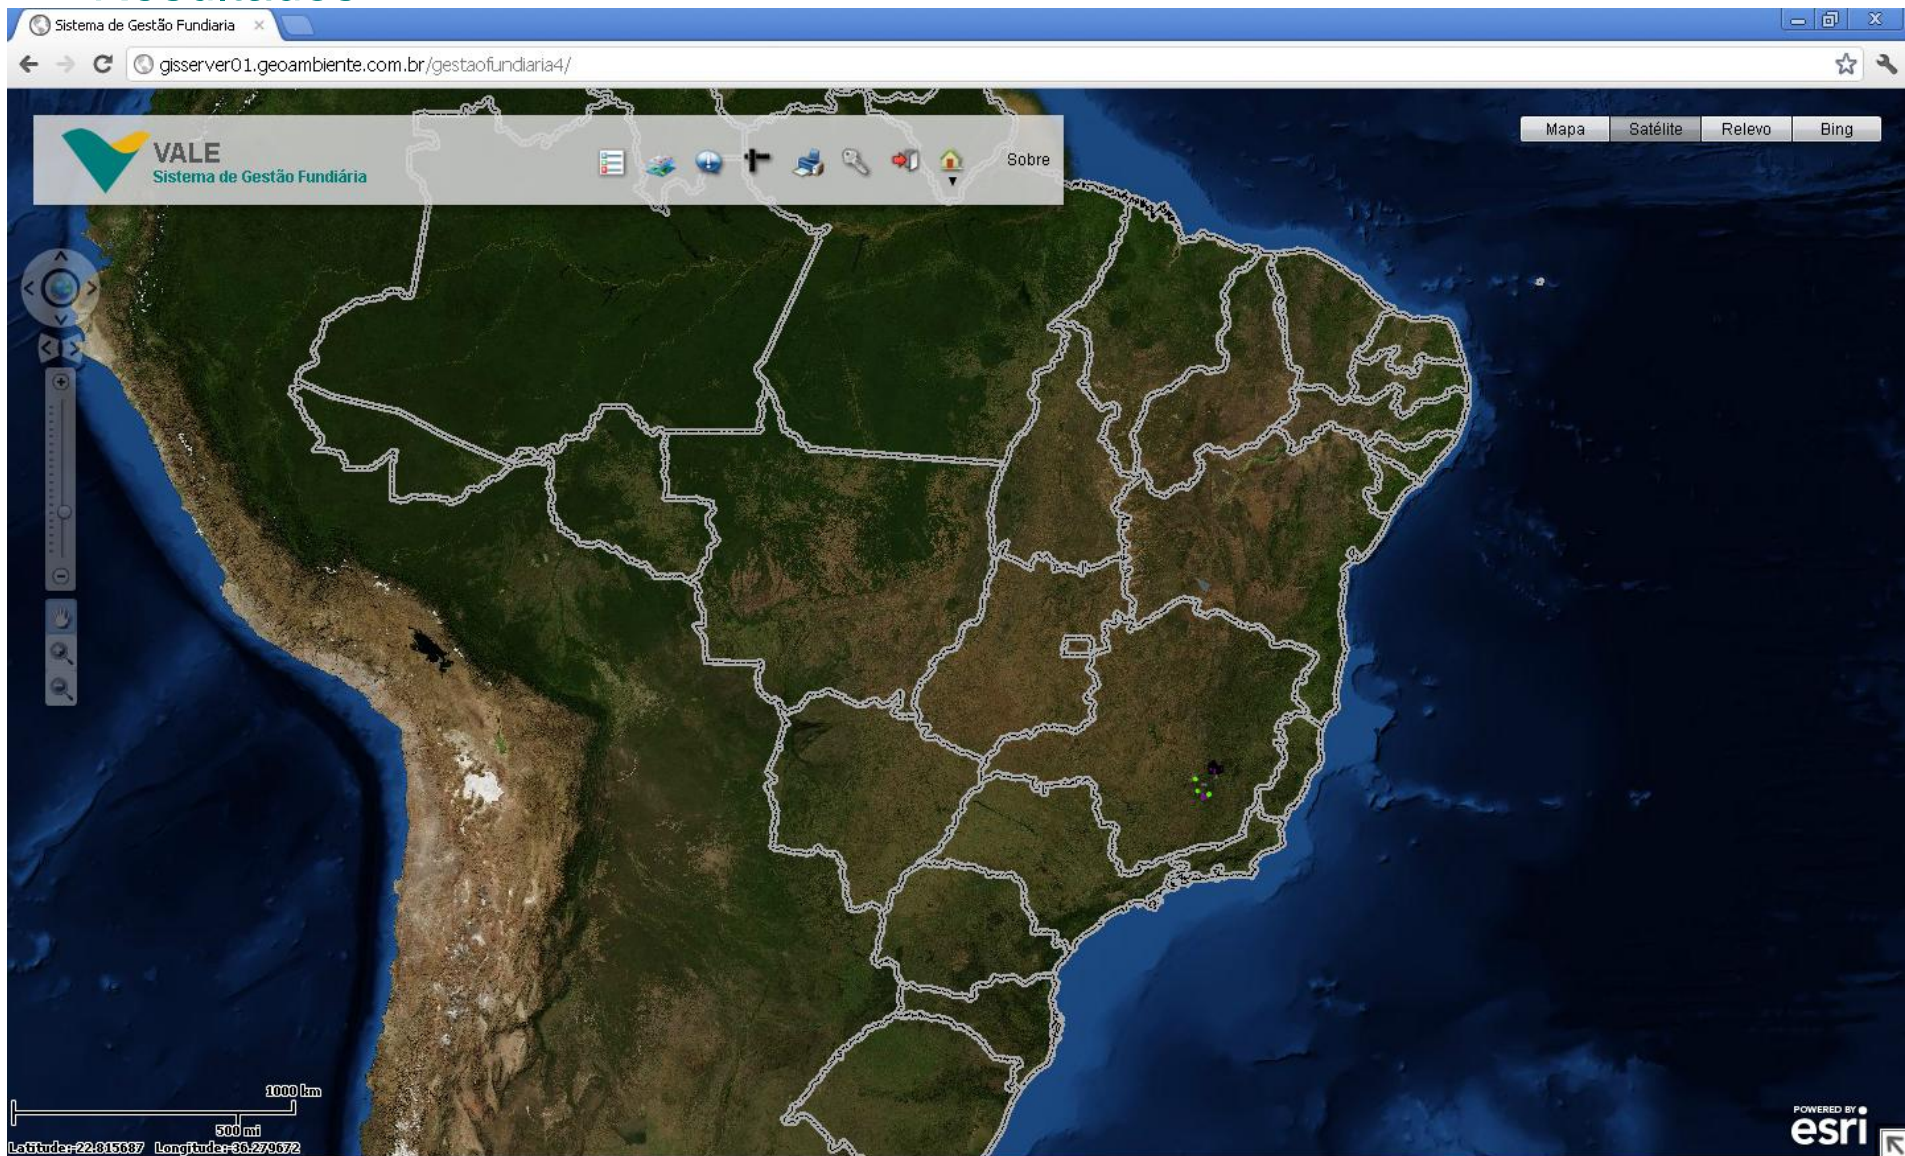 Sistema de Gestão Fundiaria
gisserver01.geoambiente.com.br/gestaofundiaria4/
VALE
Sistema de Gestão Fundiária
Sobre
Mapa Satélite Relevo Bing
1000 km
500 mi
Latitude:-22.815687 Longitude:-36.279672
POWERED BY
esri